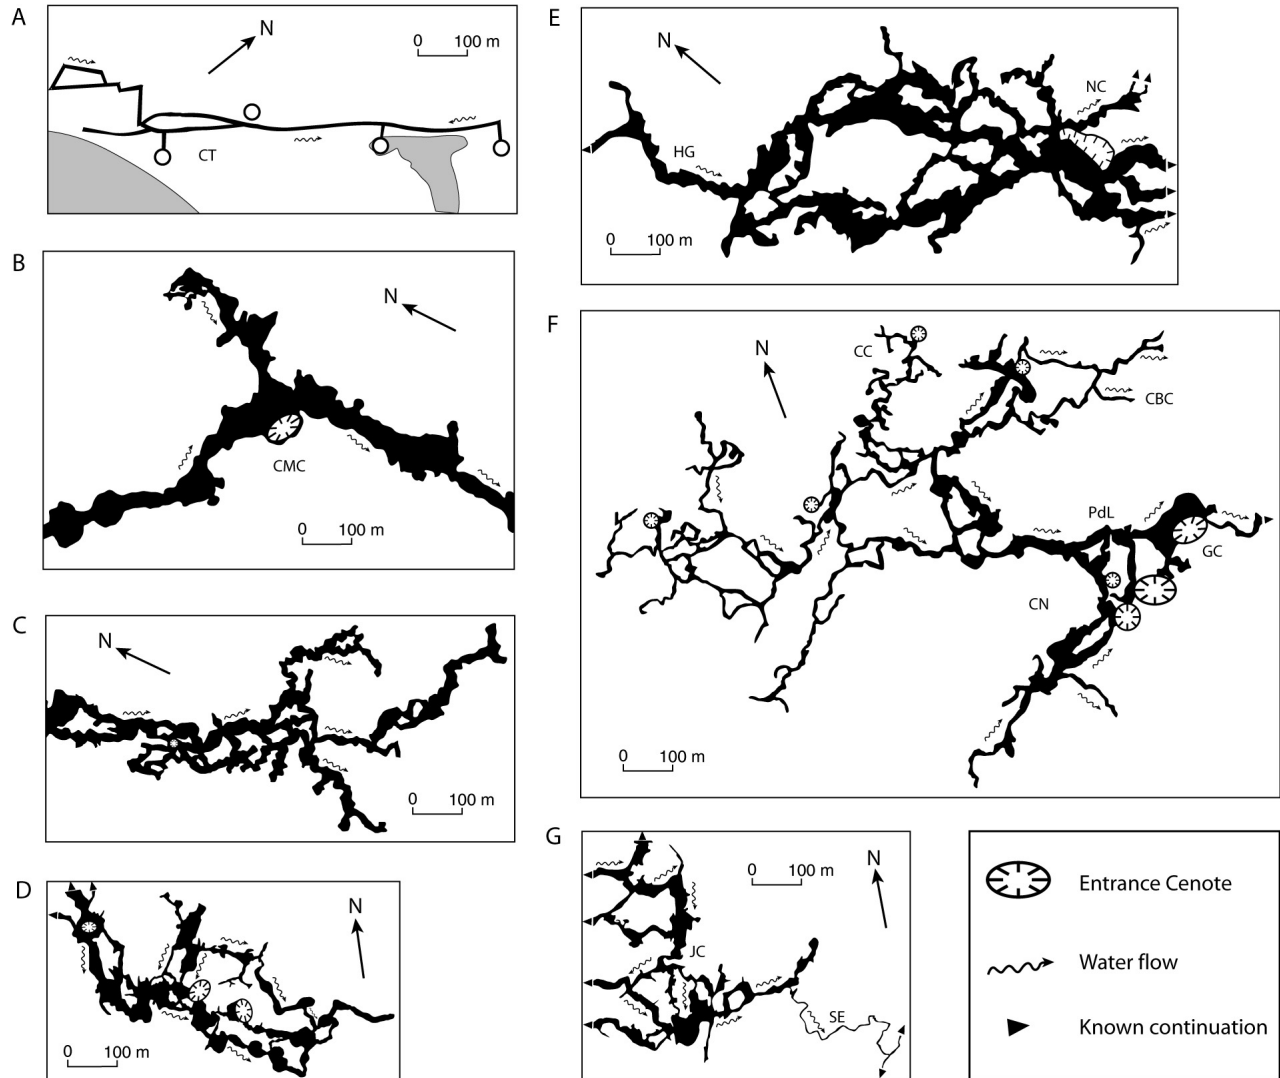 A
N
0 100 m
CT
B
N
CMC
0 100 m
C
N
0 100 m
D
N
0 100 m
E
N
NC
HG
0 100 m
F
N
CC
CBC
PdL
GC
CN
0 100 m
G
0 100 m
N
JC
SE
Entrance Cenote
Water flow
Known continuation